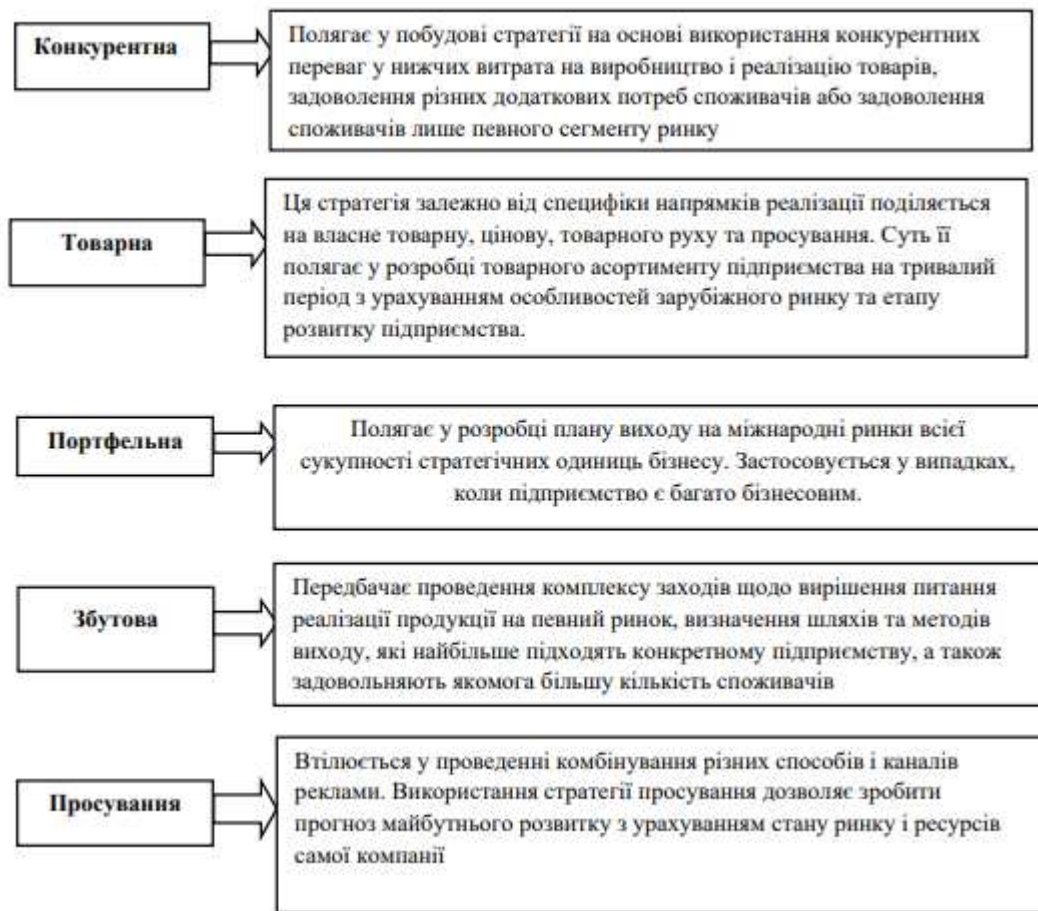 Конкурентна
Полягає у побудові стратегії на основі використання конкурентних
переваг у нижчих витрата на виробництво і реалізацію товарів,
задоволення різних додаткових потреб споживачів або задоволення
споживачів лише певного сегменту ринку
Товарна
Ця стратегія залежно від специфіки напрямків реалізації поділяється
на власне товарну, цінову, товарного руху та просування. Суть її
полягає у розробці товарного асортименту підприємства на тривалий
період з урахуванням особливостей зарубіжного ринку та етапу
розвитку підприємства.
Портфельна
Полягає у розробці плану виходу на міжнародні ринки всієї
сукупності стратегічних одиниць бізнесу. Застосовується у випадках,
коли підприємство є багато бізнесовим.
Збутова
Передбачає проведення комплексу заходів щодо вирішення питання
реалізації продукції на певний ринок, визначення шляхів та методів
виходу, які найбільше підходять конкретному підприємству, а також
задовольняють якомога більшу кількість споживачів
Просування
Втілюється у проведенні комбінування різних способів і каналів
реклами. Використання стратегії просування дозволяє зробити
прогноз майбутнього розвитку з урахуванням стану ринку і ресурсів
самої компанії